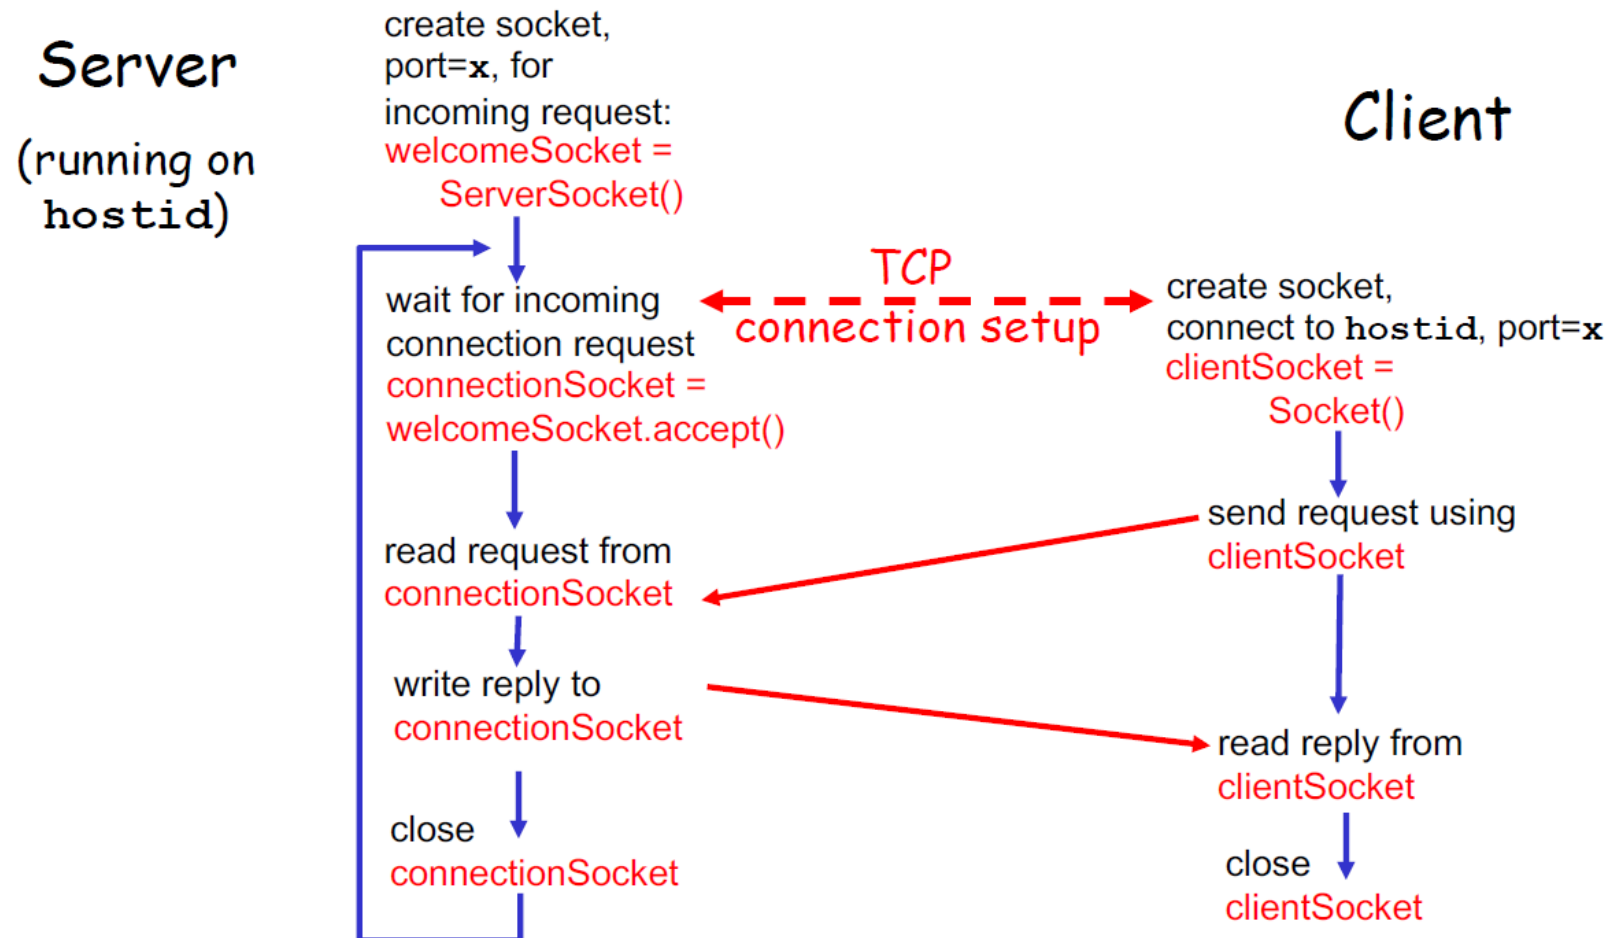 Server
(running on
hostid)
create socket,
port=x, for
incoming request:
welcomeSocket =
ServerSocket()
wait for incoming
connection request
connectionSocket =
welcomeSocket.accept()
read request from
connectionSocket
write reply to
connectionSocket
close
connectionSocket
TCP
connection setup
Client
create socket,
connect to hostid, port=x
clientSocket =
Socket()
send request using
clientSocket
read reply from
clientSocket
close
clientSocket